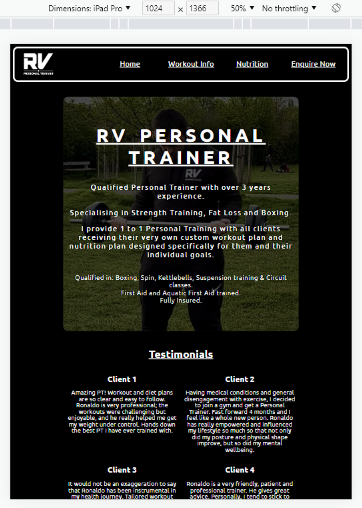 Dimensions: iPad Pro ▼ 1024 × 1366 50% ▼ No throttling ▼
RV
PERSONAL TRAINER
Home Workout Info Nutrition Enquire Now
RV PERSONAL
TRAINER
Qualified Personal Trainer with over 3 years
experience.
Specialising in Strength Training, Fat Loss and Boxing.
I provide 1 to 1 Personal Training with all clients
receiving their very own custom workout plan and
nutrition plan designed specifically for them and their
individual goals.
Qualified in: Boxing, Spin, Kettlebells, Suspension training & Circuit
classes.
First Aid and Aquatic First Aid trained.
Fully Insured.
Testimonials
Client 1
Amazing PT! Workout and diet plans
are so clear and easy to follow.
Ronaldo is very professional; the
workouts were challenging but
enjoyable, and he really helped me get
my weight under control. Hands down
the best PT I have ever trained with.
Client 2
Having medical conditions and general
disengagement with exercise, I decided
to join a gym and get a Personal
Trainer. Fast forward 4 months and I
feel like a whole new person. Ronaldo
has really empowered and influenced
my lifestyle so much so that not only
did my posture and physical shape
improve, but so did my mental
wellbeing.
Client 3
It would not be an exaggeration to say
that Ronaldo has been instrumental in
my health journey. Tailored workout
Client 4
Ronaldo is a very friendly, patient and
professional trainer. He gives great
advice. Personally, I tend to stick to